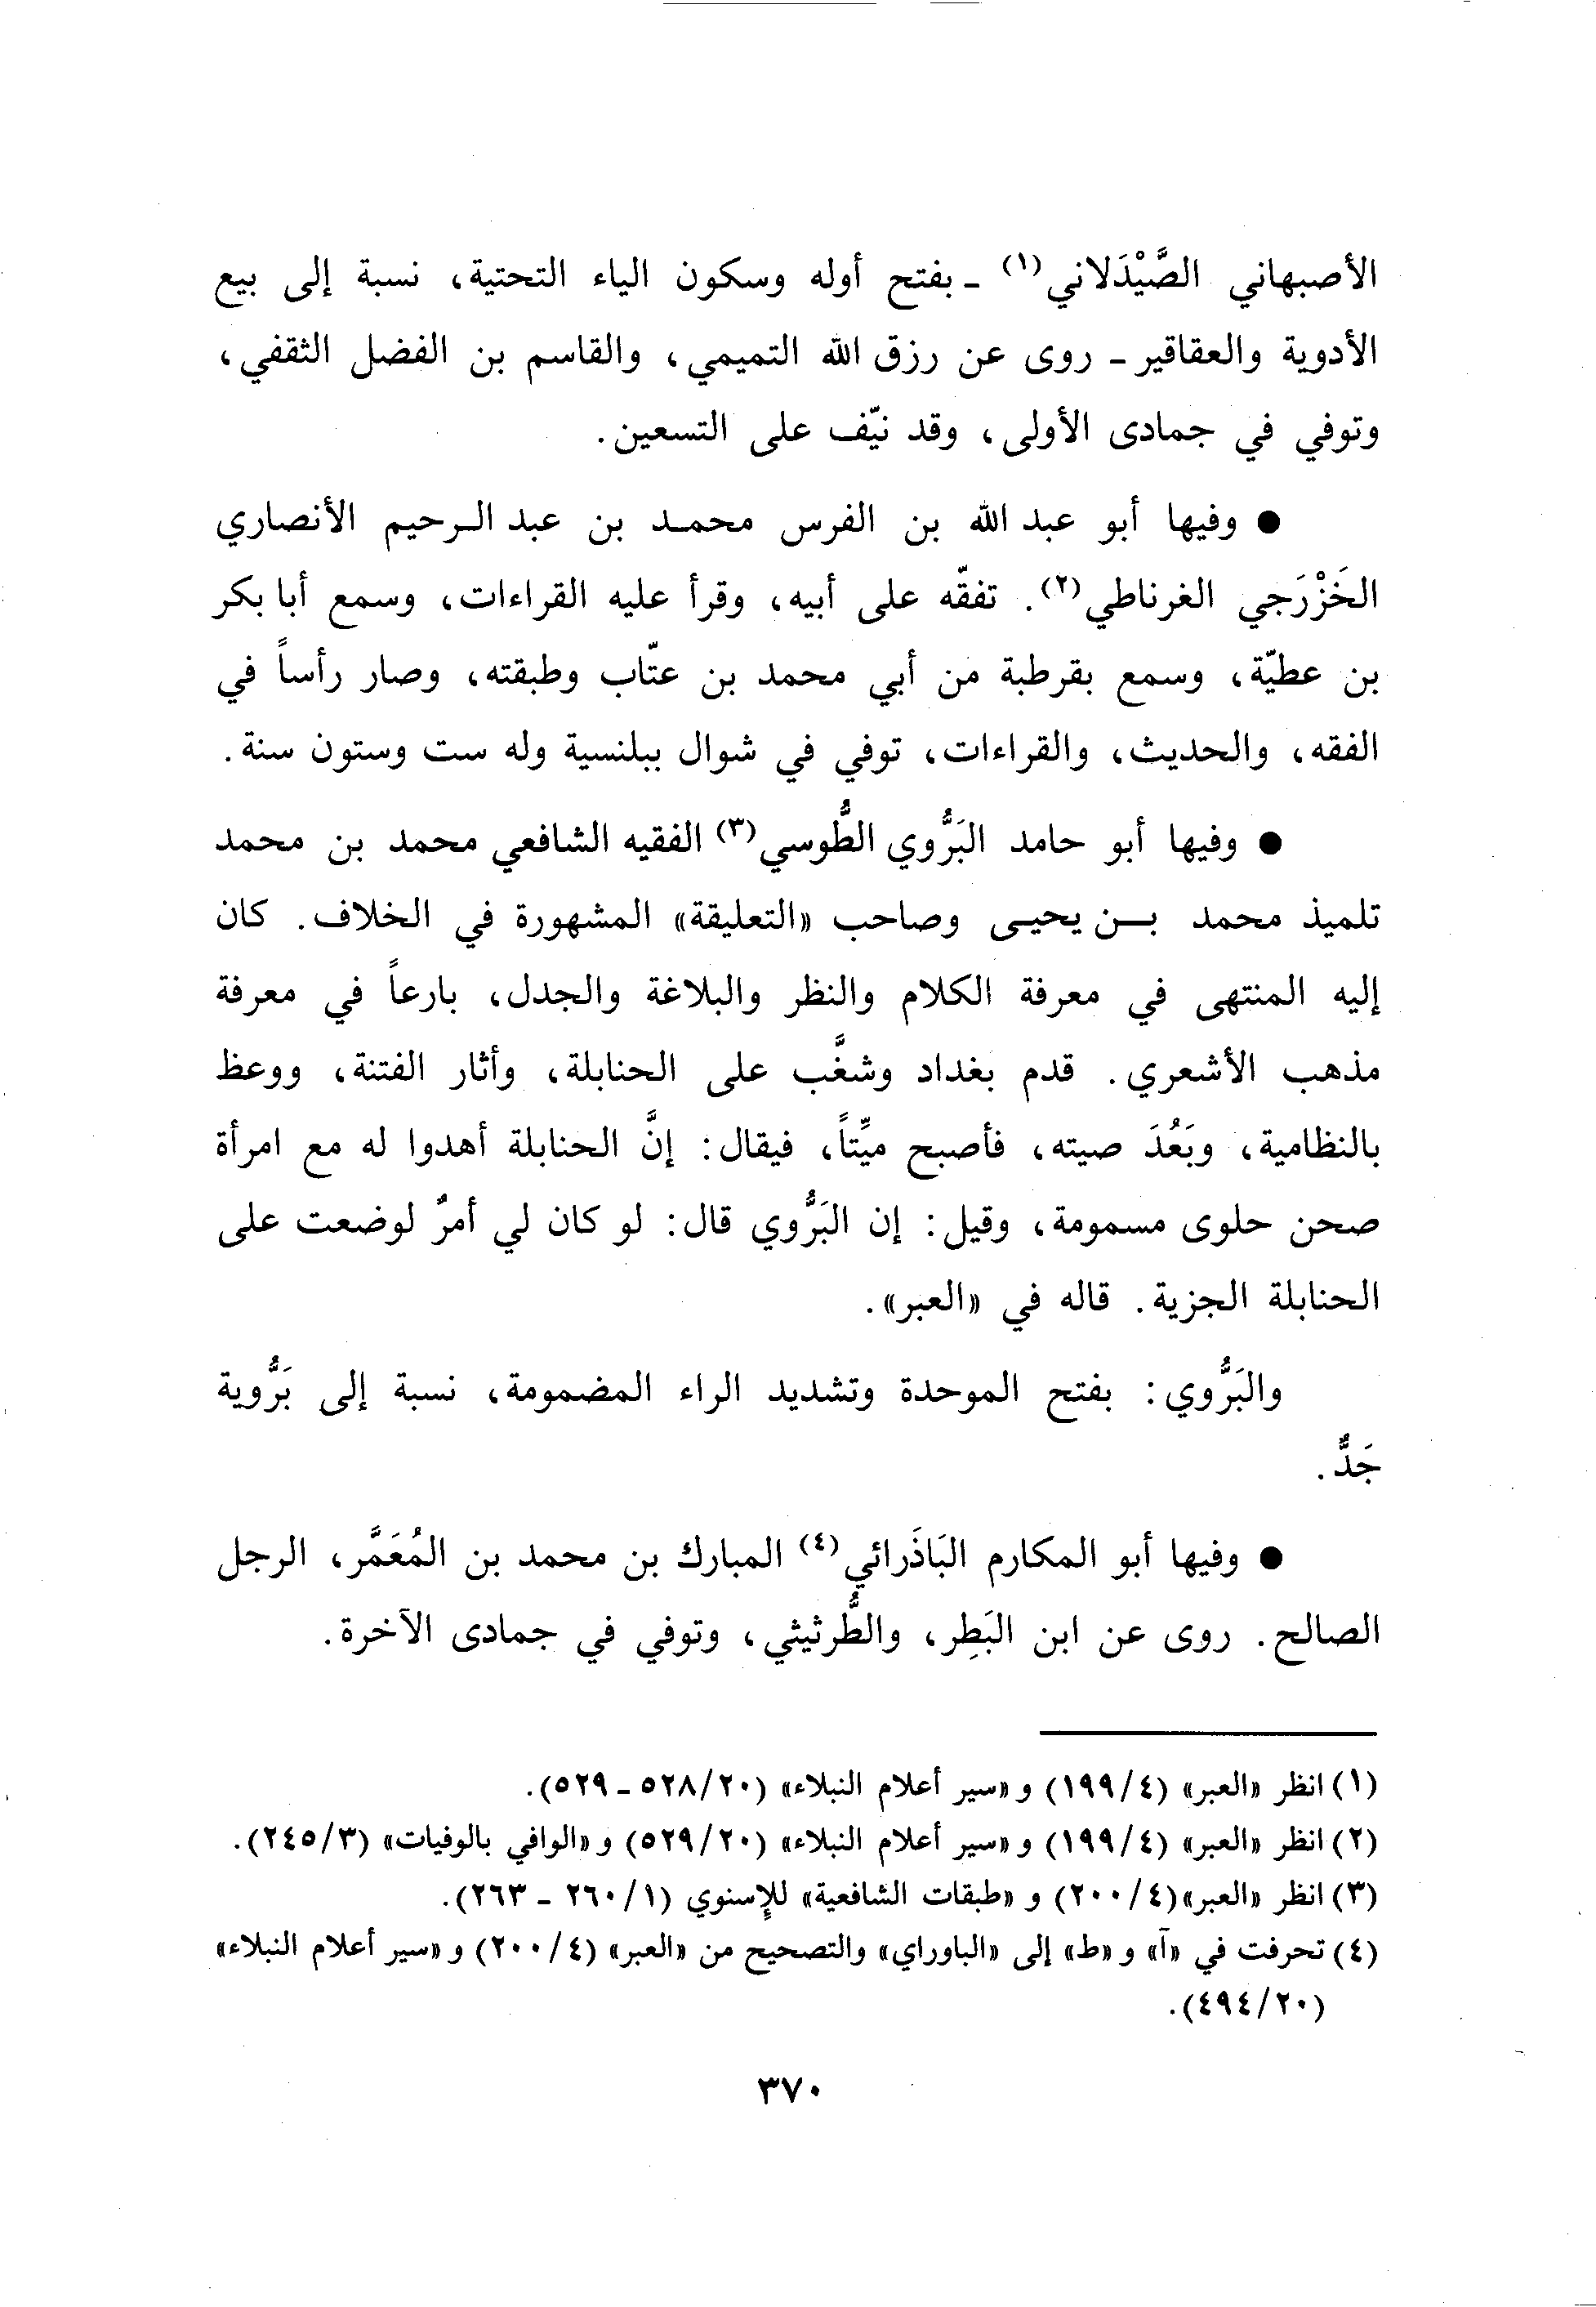 الأصبهاني الصَّيْدَلاني(١) ـ بفتح أوله وسكون الياء التحتية، نسبة إلى بيع
الأدوية والعقاقير ـ روى عن رزق الله التميمي، والقاسم بن الفضل الثقفي،
وتوفي في جمادى الأولى، وقد نيّف على التسعين.
● وفيها أبو عبد الله بن الفرس محمـد بن عبد الـرحيم الأنصاري
الخَزْرَجي الغرناطي(٢). تفقّه على أبيه، وقرأ عليه القراءات، وسمع أبا بكر
بن عطيّة، وسمع بقرطبة من أبي محمد بن عتّاب وطبقته، وصار رأساً في
الفقه، والحديث، والقراءات، توفي في شوال ببلنسية وله ست وستون سنة.
● وفيها أبو حامد البَرُّوي الطُّوسي(٣) الفقيه الشافعي محمد بن محمد
تلميذ محمد بـن يحيـى وصاحب «التعليقة» المشهورة في الخلاف. كان
إليه المنتهى في معرفة الكلام والنظر والبلاغة والجدل، بارعاً في معرفة
مذهب الأشعري. قدم بغداد وشغَّب على الحنابلة، وأثار الفتنة، ووعظ
بالنظامية، وبَعُدَ صيته، فأصبح ميِّتاً، فيقال: إنَّ الحنابلة أهدوا له مع امرأة
صحن حلوى مسمومة، وقيل: إن البَرُّوي قال: لو كان لي أمرٌ لوضعت على
الحنابلة الجزية. قاله في «العبر».
والبَرُّوي: بفتح الموحدة وتشديد الراء المضمومة، نسبة إلى بَرُّوية
جَدٌّ.
● وفيها أبو المكارم البَاذَرائي(٤) المبارك بن محمد بن المُعَمَّر، الرجل
الصالح. روى عن ابن البَطِر، والطُّرثيثي، وتوفي في جمادى الآخرة.
(١) انظر «العبر» (٤/١٩٩) و «سير أعلام النبلاء» (٢٠/٥٢٨ ـ ٥٢٩).
(٢) انظر «العبر» (٤/١٩٩) و «سير أعلام النبلاء» (٢٠/٥٢٩) و «الوافي بالوفيات» (٣/٢٤٥).
(٣) انظر «العبر» (٤/٢٠٠) و «طبقات الشافعية» للإسنوي (١/٢٦٠ ـ ٢٦٣).
(٤) تحرفت في «آ» و «ط» إلى «الباوراي» والتصحيح من «العبر» (٤/٢٠٠) و «سير أعلام النبلاء»
(٢٠/٤٩٤).
٣٧٠